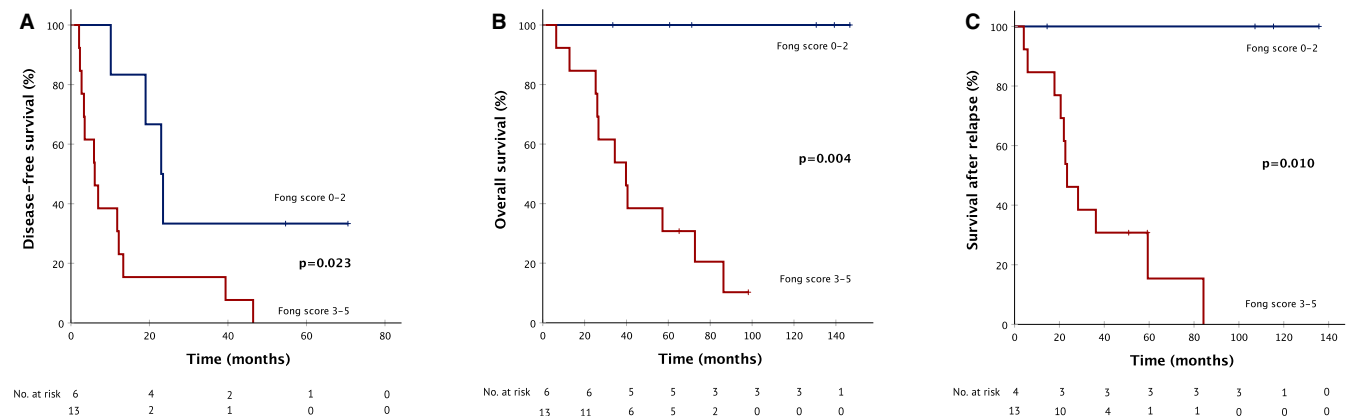 A
Disease-free survival (%)
100
80
60
40
20
0
Fong score 0-2
p=0.023
Fong score 3-5
0 20 40 60 80
Time (months)
No. at risk 6 4 2 1 0
13 2 1 0 0
B
Overall survival (%)
100
80
60
40
20
0
Fong score 0-2
p=0.004
Fong score 3-5
0 20 40 60 80 100 120 140
Time (months)
No. at risk 6 6 5 5 3 3 3 1
13 11 6 5 2 0 0 0
C
Survival after relapse (%)
100
80
60
40
20
0
Fong score 0-2
p=0.010
Fong score 3-5
0 20 40 60 80 100 120 140
Time (months)
No. at risk 4 3 3 3 3 3 1 0
13 10 4 1 1 0 0 0